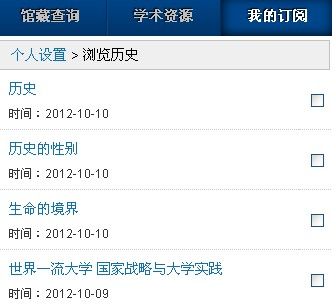 馆藏查询 学术资源 我的订阅
个人设置 > 浏览历史
历史
时间：2012-10-10
历史的性别
时间：2012-10-10
生命的境界
时间：2012-10-10
世界一流大学 国家战略与大学实践
时间：2012-10-09